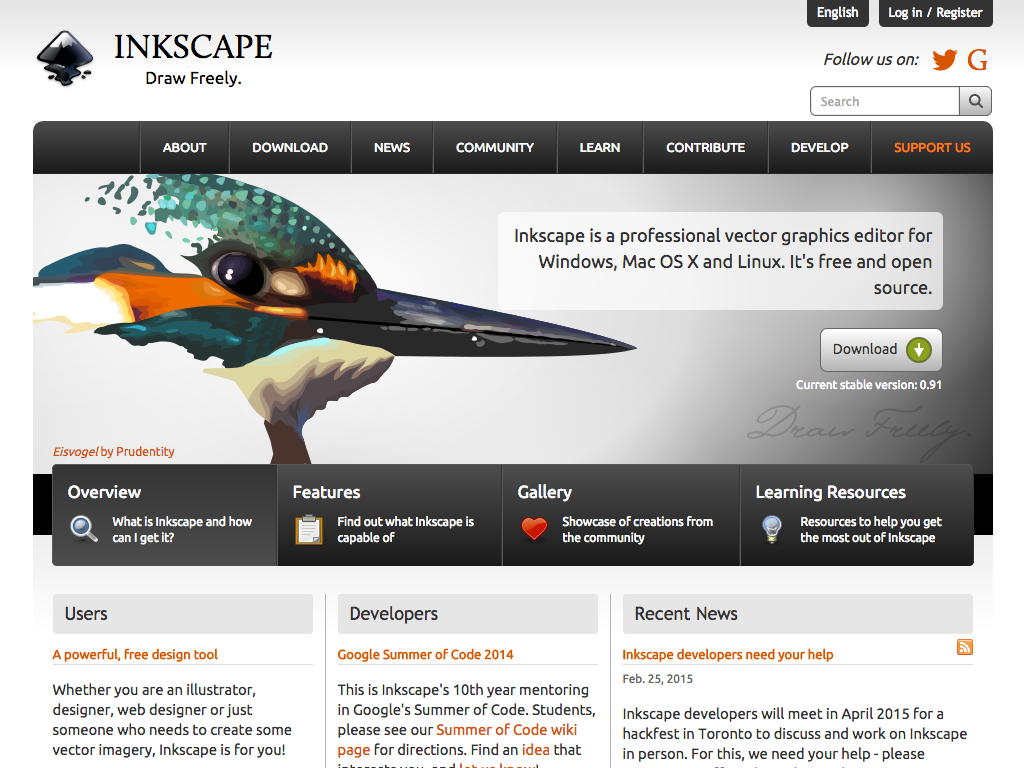 English
Log in / Register
INKSCAPE
Draw Freely.
Follow us on:
Search
ABOUT
DOWNLOAD
NEWS
COMMUNITY
LEARN
CONTRIBUTE
DEVELOP
SUPPORT US
Inkscape is a professional vector graphics editor for
Windows, Mac OS X and Linux. It's free and open
source.
Download
Current stable version: 0.91
Draw Freely.
Eisvogel by Prudentity
Overview
What is Inkscape and how
can I get it?
Features
Find out what Inkscape is
capable of
Gallery
Showcase of creations from
the community
Learning Resources
Resources to help you get
the most out of Inkscape
Users
A powerful, free design tool
Whether you are an illustrator,
designer, web designer or just
someone who needs to create some
vector imagery, Inkscape is for you!
Developers
Google Summer of Code 2014
This is Inkscape's 10th year mentoring
in Google's Summer of Code. Students,
please see our Summer of Code wiki
page for directions. Find an idea that
Recent News
Inkscape developers need your help
Feb. 25, 2015
Inkscape developers will meet in April 2015 for a
hackfest in Toronto to discuss and work on Inkscape
in person. For this, we need your help - please